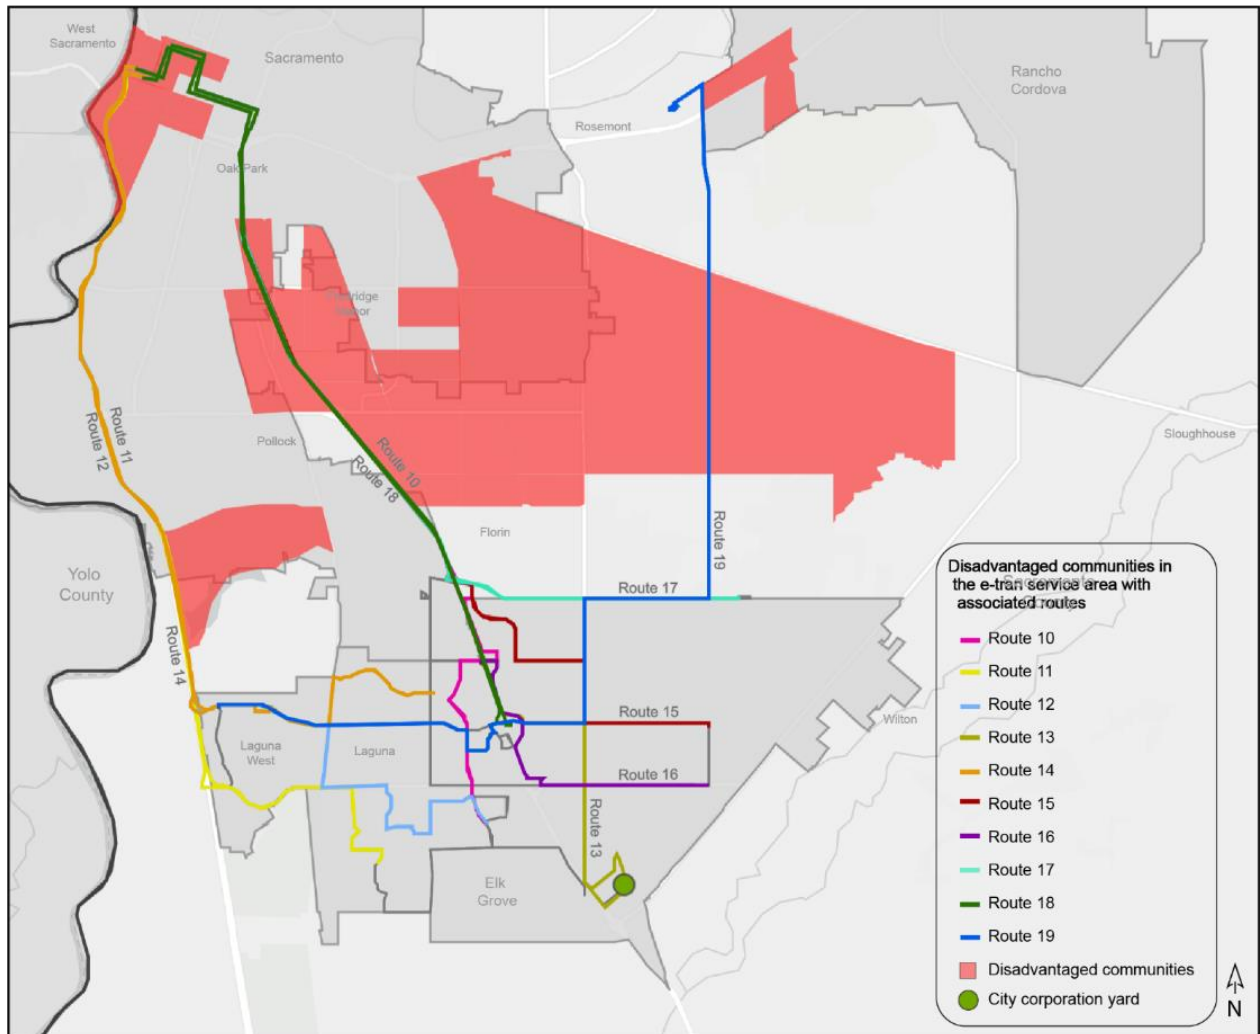 West
Sacramento
Sacramento
Rancho
Cordova
Rosemont
Oak Park
Route 11
Route 12
Pollock
Route 10
Route 18
Sloughhouse
Florin
Route 19
Yolo
County
Route 17
Route 14
Route 15
Wilton
Laguna
West
Laguna
Route 16
Route 13
Elk
Grove
Disadvantaged communities in
the e-tran service area with
associated routes
Sacramento
County
Route 10
Route 11
Route 12
Route 13
Route 14
Route 15
Route 16
Route 17
Route 18
Route 19
Disadvantaged communities
City corporation yard
N